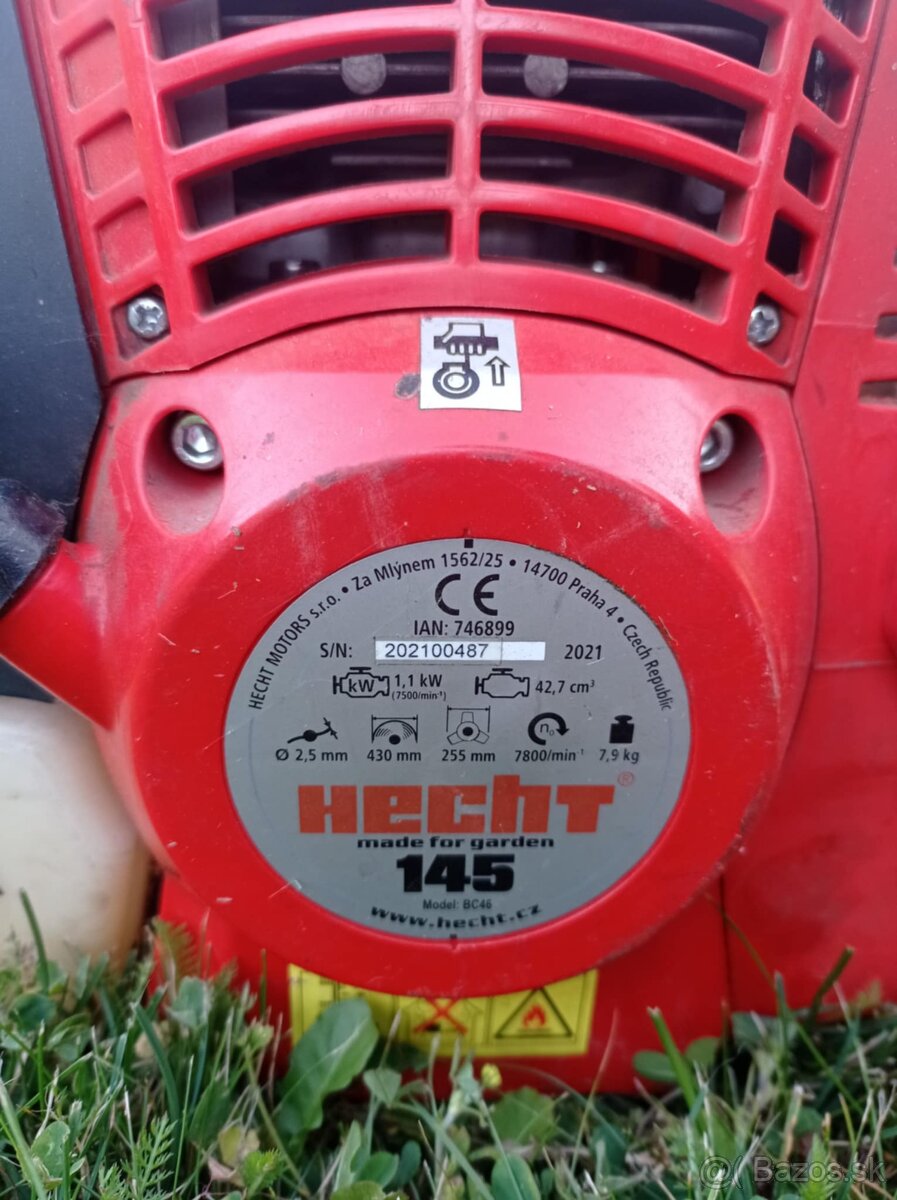 HECHT MOTORS s.r.o. • Za Mlýnem 1562/25 • 14700 Praha 4 • Czech Republic
CE
IAN: 746899
S/N: 202100487 2021
kW 1,1 kW 42,7 cm³
(7500/min⁻¹)
n₀
Ø 2,5 mm 430 mm 255 mm 7800/min⁻¹ 7,9 kg
HECHT®
made for garden
145
Model: BC46
www.hecht.cz
@ Bazos.sk